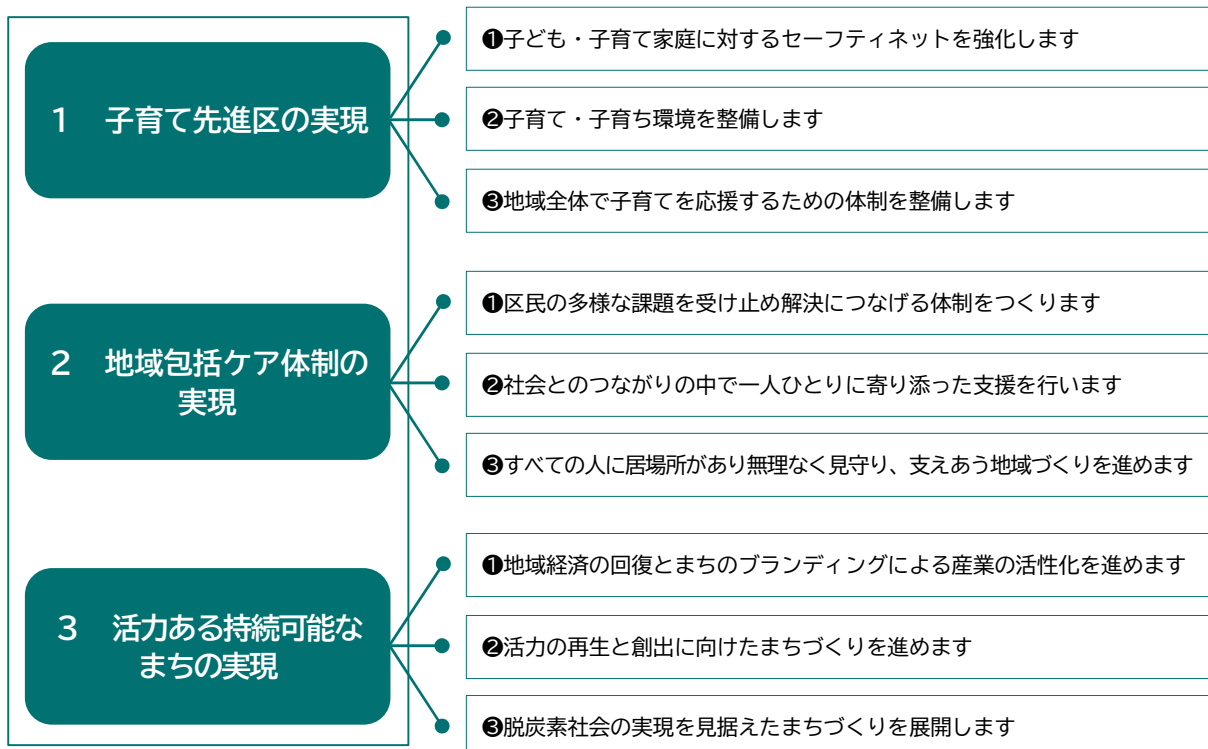 1 子育て先進区の実現
❶子ども・子育て家庭に対するセーフティネットを強化します
❷子育て・子育ち環境を整備します
❸地域全体で子育てを応援するための体制を整備します
2 地域包括ケア体制の
実現
❶区民の多様な課題を受け止め解決につなげる体制をつくります
❷社会とのつながりの中で一人ひとりに寄り添った支援を行います
❸すべての人に居場所があり無理なく見守り、支えあう地域づくりを進めます
3 活力ある持続可能な
まちの実現
❶地域経済の回復とまちのブランディングによる産業の活性化を進めます
❷活力の再生と創出に向けたまちづくりを進めます
❸脱炭素社会の実現を見据えたまちづくりを展開します